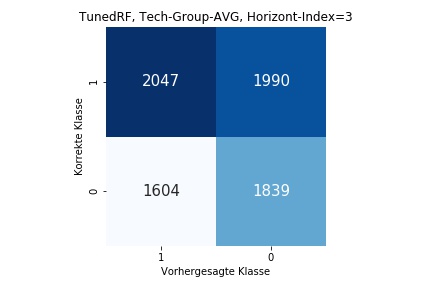 TunedRF, Tech-Group-AVG, Horizont-Index=3
Korrekte Klasse
1
2047 1990
0
1604 1839
1 0
Vorhergesagte Klasse